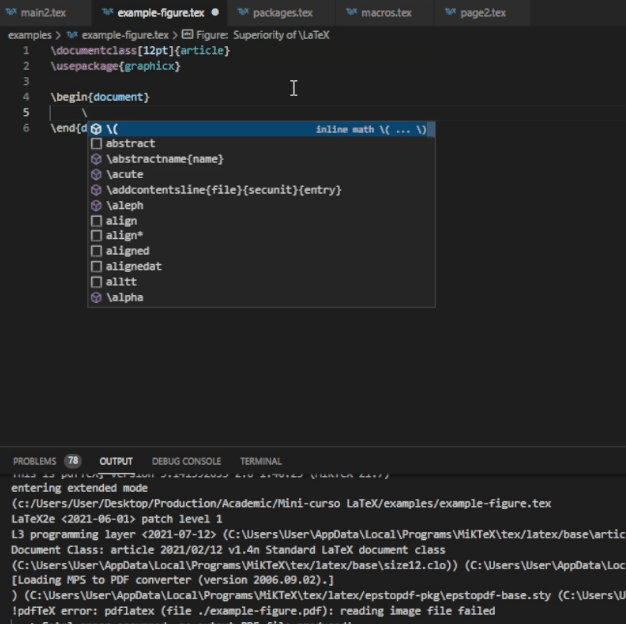 main2.tex example-figure.tex packages.tex macros.tex page2.tex
examples > example-figure.tex > Figure: Superiority of \LaTeX
1 \documentclass[12pt]{article}
2 \usepackage{graphicx}
3
4 \begin{document}
5 \
6 \end{d
\( inline math \( ... \)
abstract
\abstractname{name}
\acute
\addcontentsline{file}{secunit}{entry}
\aleph
align
align*
aligned
alignedat
alltt
\alpha
PROBLEMS 78 OUTPUT DEBUG CONSOLE TERMINAL
entering extended mode
(c:/Users/User/Desktop/Production/Academic/Mini-curso LaTeX/examples/example-figure.tex
LaTeX2e <2021-06-01> patch level 1
L3 programming layer <2021-07-12> (C:\Users\User\AppData\Local\Programs\MiKTeX\tex/latex/base\artic
Document Class: article 2021/02/12 v1.4n Standard LaTeX document class
(C:\Users\User\AppData\Local\Programs\MiKTeX\tex/latex/base\size12.clo)) (C:\Users\User\AppData\Loc
[Loading MPS to PDF converter (version 2006.09.02).]
) (C:\Users\User\AppData\Local\Programs\MiKTeX\tex/latex/epstopdf-pkg\epstopdf-base.sty (C:\Users\U
!pdfTeX error: pdflatex (file ./example-figure.pdf): reading image file failed